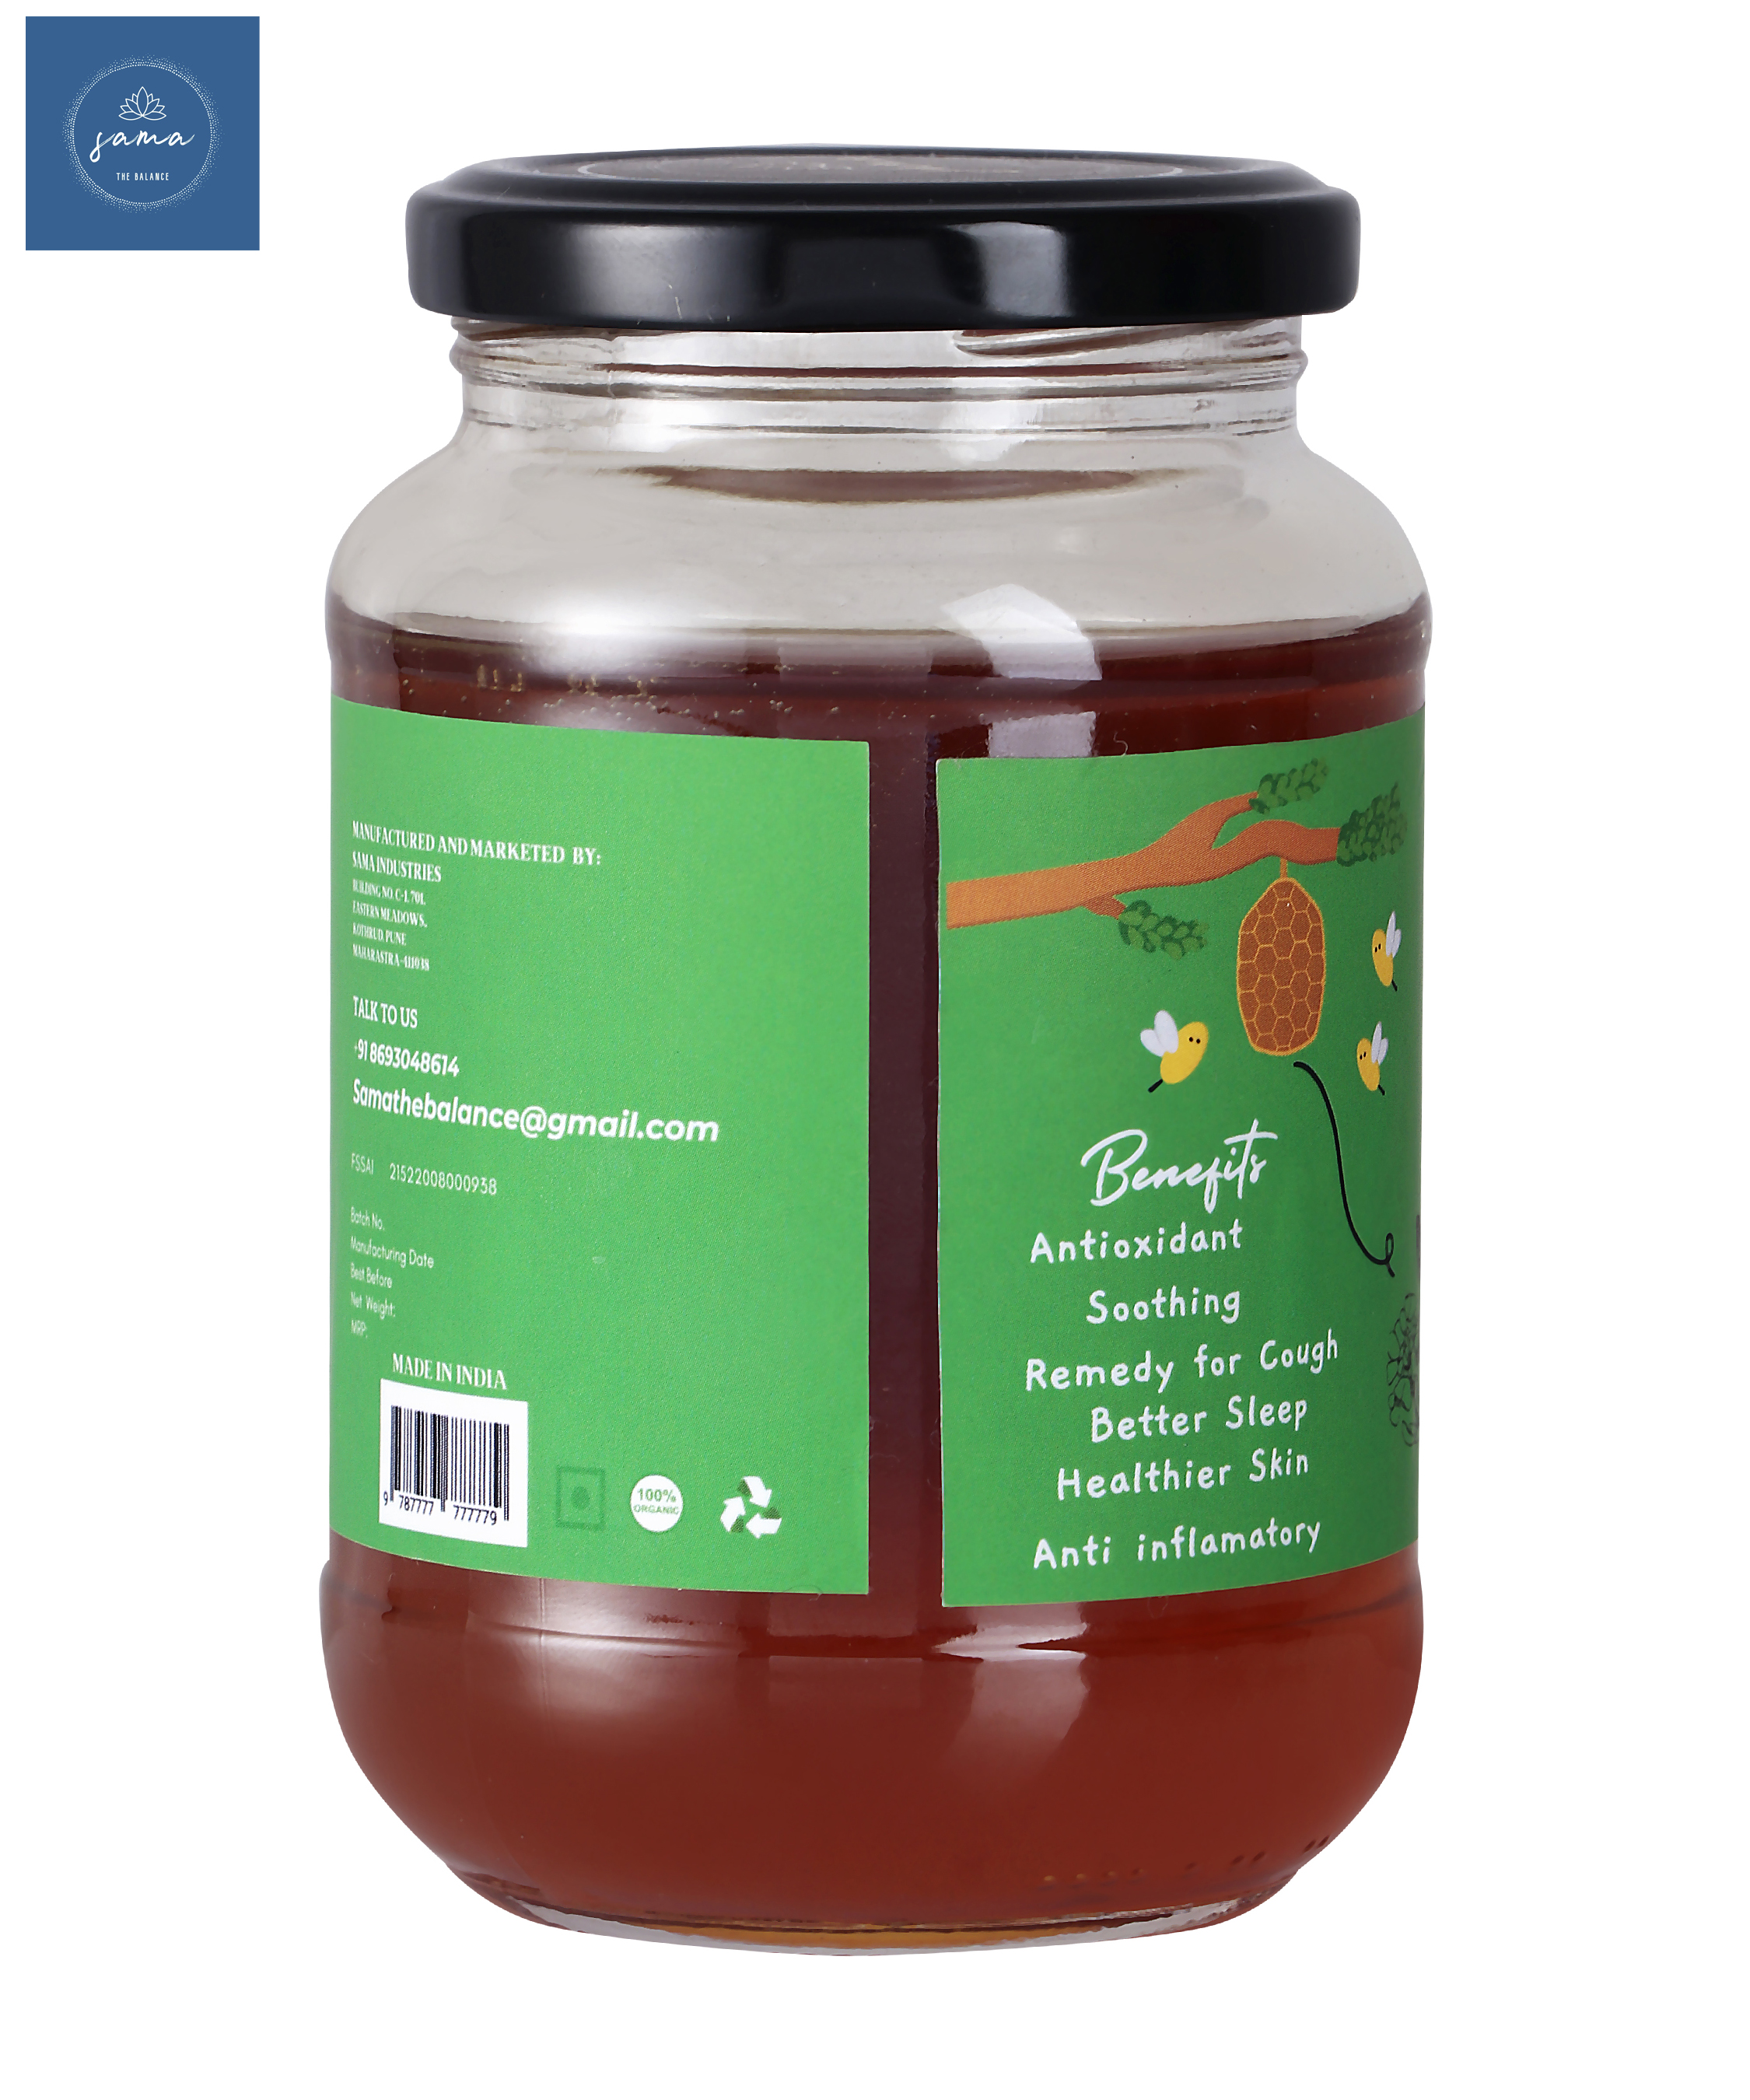 sama
THE BALANCE
MANUFACTURED AND MARKETED BY:
SAMA INDUSTRIES
BUILDING NO. C-1, 701,
EASTERN MEADOWS,
KOTHRUD, PUNE
MAHARASTRA-411038
TALK TO US
+91 8693048614
Samathebalance@gmail.com
FSSAI 21522008000938
Batch No.
Manufacturing Date
Best Before
Net Weight:
MRP:
MADE IN INDIA
9 787777 777779
100%
ORGANIC
Benefits
Antioxidant
Soothing
Remedy for Cough
Better Sleep
Healthier Skin
Anti inflamatory